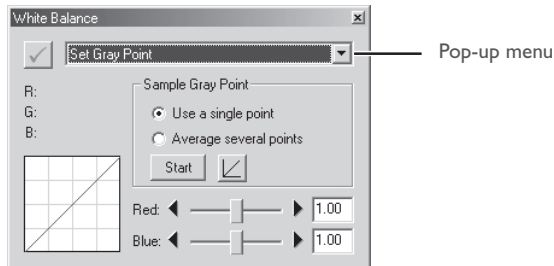 White Balance
Set Gray Point
Pop-up menu
R:
G:
B:
Sample Gray Point
Use a single point
Average several points
Start
Red: 1.00
Blue: 1.00